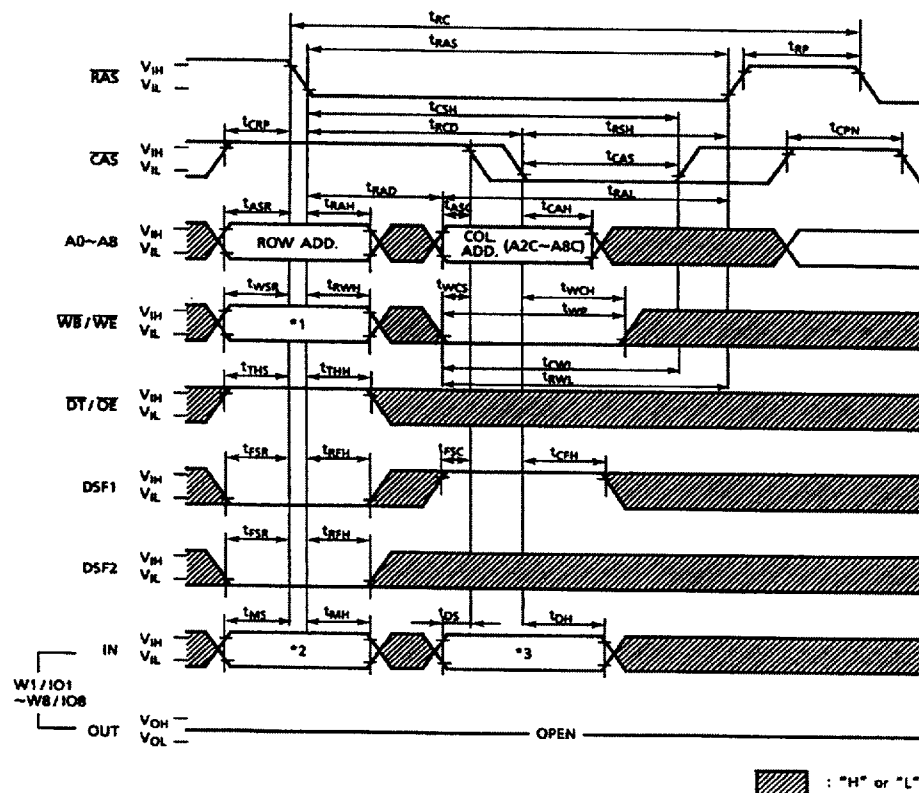 tRC
tRAS
tRP
RAS VIH
VIL
tCSH
tCRP tRCD tRSH tCPN
CAS VIH
VIL
tCAS
tRAD tRAL
tASR tRAH tASC tCAH
A0~A8 VIH
VIL
ROW ADD.
COL. ADD. (A2C~A8C)
tWSR tRWH tWCS tWCH
tWP
WB/WE VIH
VIL
*1
tCWL
tRWL
tTHS tTHH
DT/OE VIH
VIL
tFSR tRFH tFSC tCFH
DSF1 VIH
VIL
tFSR tRFH
DSF2 VIH
VIL
tMS tMH tDS tDH
IN VIH
VIL
*2 *3
W1/IO1
~W8/IO8
OUT VOH
VOL
OPEN
: "H" or "L"